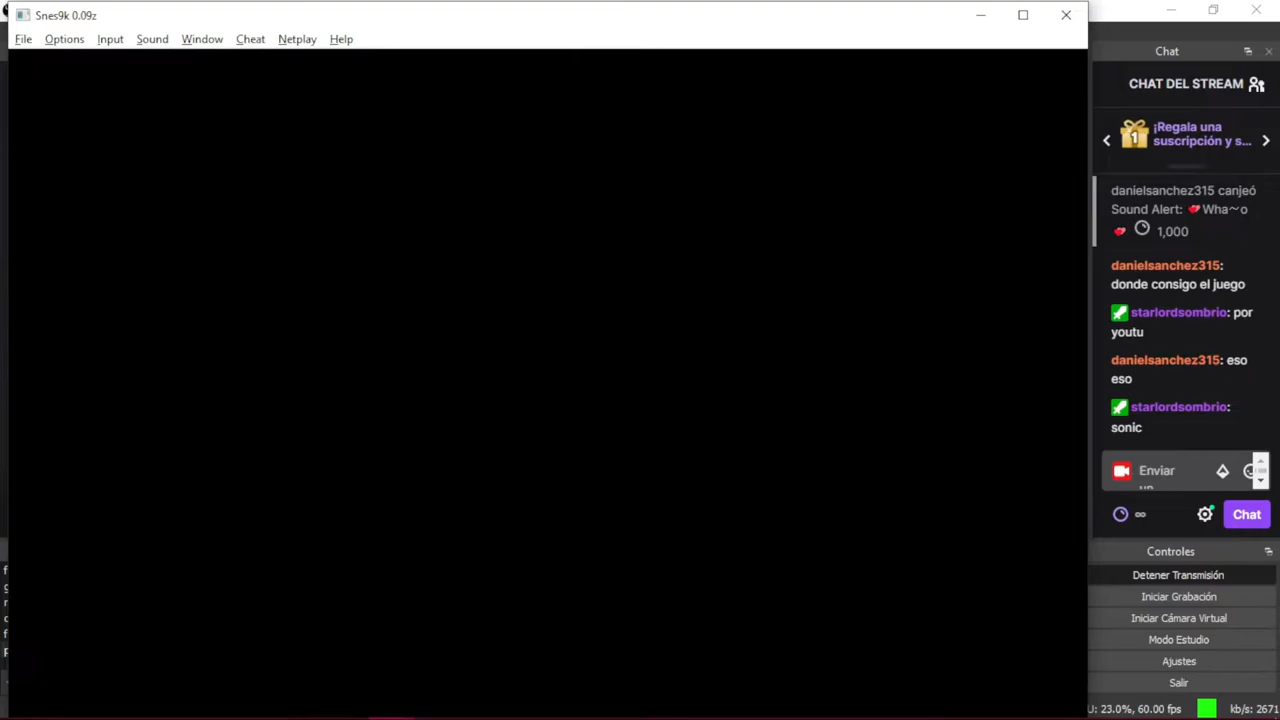 Snes9k 0.09z
File Options Input Sound Window Cheat Netplay Help
Chat
CHAT DEL STREAM
1
¡Regala una
suscripción y s...
danielsanchez315 canjeó
Sound Alert: 💋Wha~o
💋 1,000
danielsanchez315:
donde consigo el juego
starlordsombrio: por
youtu
danielsanchez315: eso
eso
starlordsombrio:
sonic
Enviar
un
∞
Chat
Controles
Detener Transmisión
Iniciar Grabación
Iniciar Cámara Virtual
Modo Estudio
Ajustes
Salir
U: 23.0%, 60.00 fps
kb/s: 2671